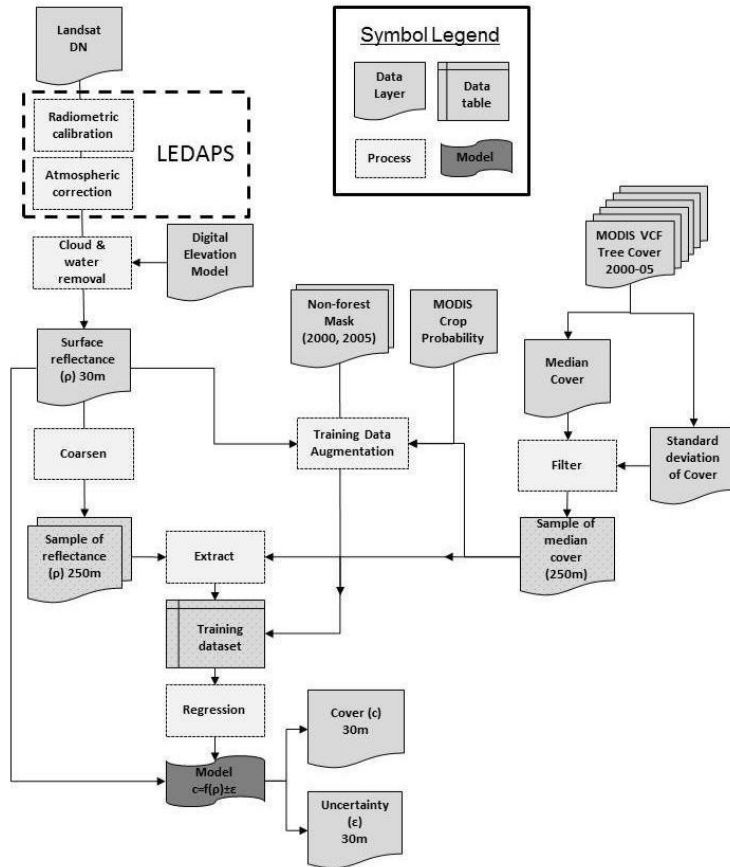 Landsat
DN
Symbol Legend
Data
Layer
Data
table
Process
Model
Radiometric
calibration
LEDAPS
Atmospheric
correction
Cloud &
water
removal
Digital
Elevation
Model
MODIS VCF
Tree Cover
2000-05
Surface
reflectance
(ρ) 30m
Non-forest
Mask
(2000, 2005)
MODIS
Crop
Probability
Median
Cover
Coarsen
Training Data
Augmentation
Filter
Standard
deviation
of Cover
Sample of
reflectance
(ρ) 250m
Extract
Sample of
median
cover
(250m)
Training
dataset
Regression
Cover (c)
30m
Model
c=f(ρ)±ε
Uncertainty
(ε)
30m